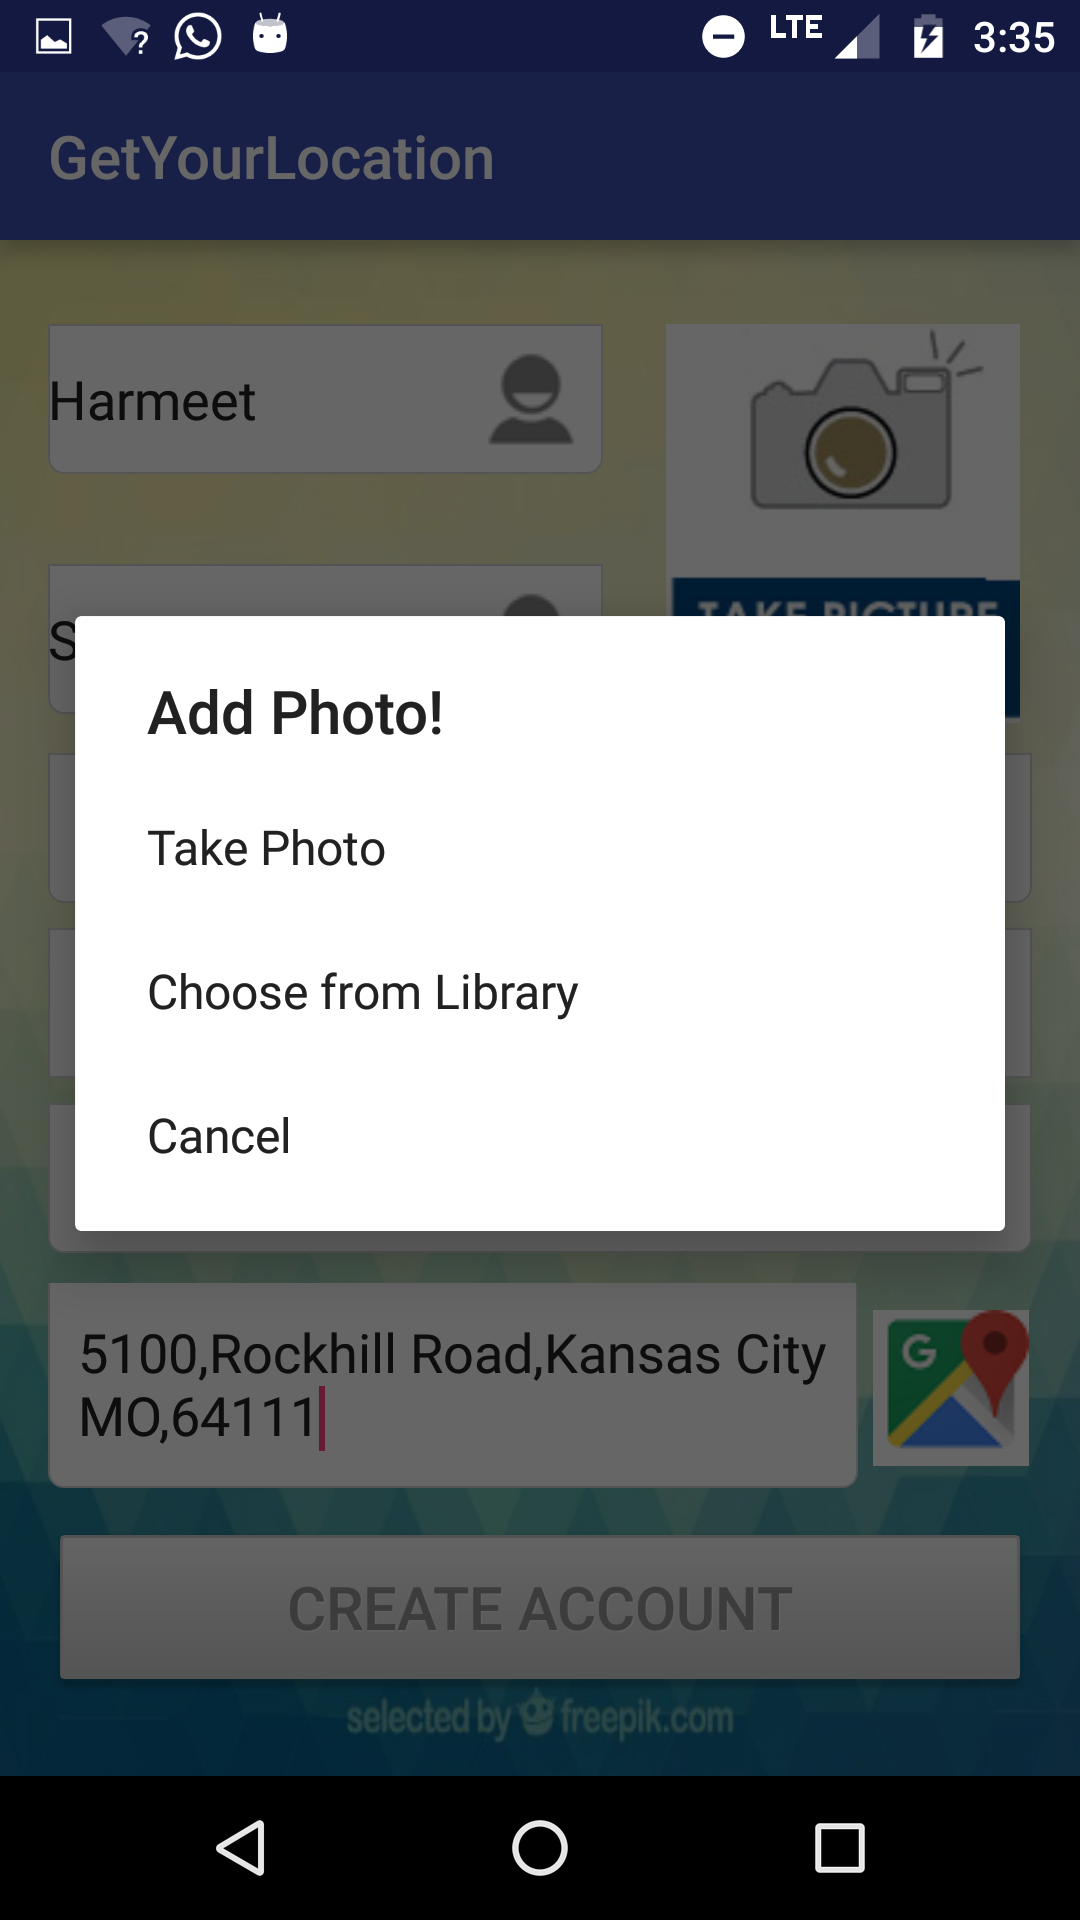 LTE 3:35
GetYourLocation
Harmeet
S
TAKE PICTURE
Add Photo!
Take Photo
Choose from Library
Cancel
5100,Rockhill Road,Kansas City
MO,64111
G
CREATE ACCOUNT
selected by freepik.com